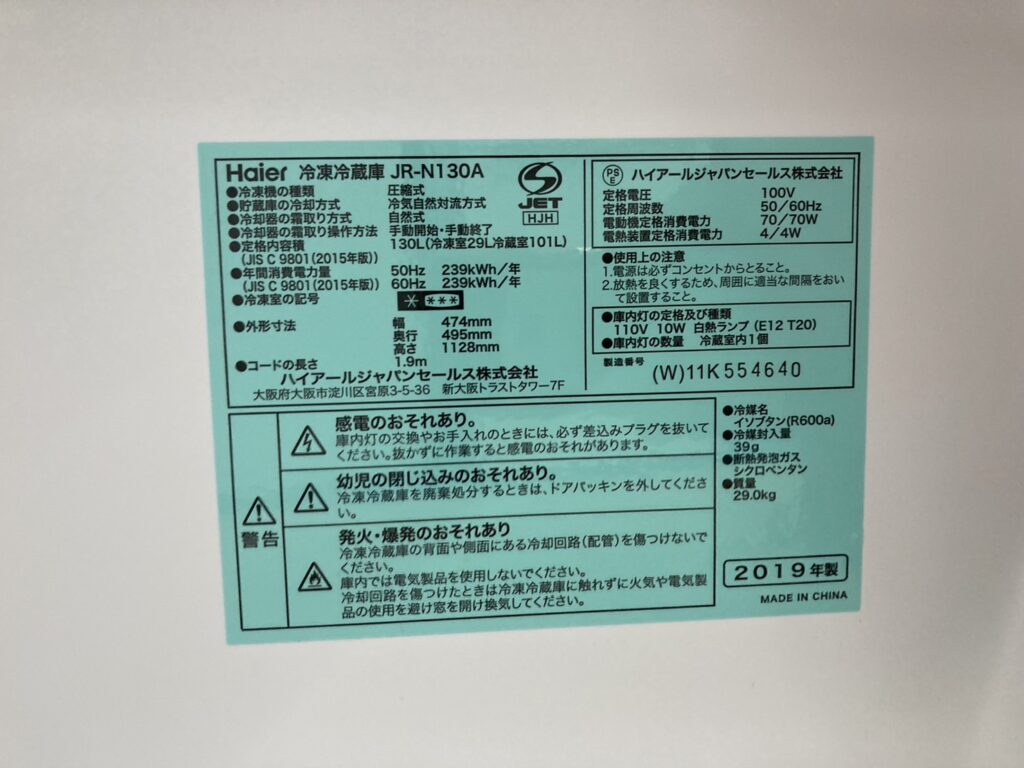 Haier 冷凍冷蔵庫 JR-N130A
●冷凍機の種類 圧縮式
●貯蔵庫の冷却方式 冷気自然対流方式
●冷却器の霜取り方式 自然式
●冷却器の霜取り操作方法 手動開始・手動終了
●定格内容積 130L(冷凍室29L冷蔵室101L)
(JIS C 9801(2015年版))
●年間消費電力量 50Hz 239kWh/年
(JIS C 9801(2015年版)) 60Hz 239kWh/年
●冷凍室の記号 * ***
●外形寸法 幅 474mm
奥行 495mm
高さ 1128mm
●コードの長さ 1.9m
ハイアールジャパンセールス株式会社
大阪府大阪市淀川区宮原3-5-36 新大阪トラストタワー7F
S
JET
HJH
PS
E
ハイアールジャパンセールス株式会社
定格電圧 100V
定格周波数 50/60Hz
電動機定格消費電力 70/70W
電熱装置定格消費電力 4/4W
●使用上の注意
1.電源は必ずコンセントからとること。
2.放熱を良くするため、周囲に適当な間隔をおい
て設置すること。
●庫内灯の定格及び種類
110V 10W 白熱ランプ(E12 T20)
●庫内灯の数量 冷蔵室内1個
製造番号
(W)11K554640
警告
感電のおそれあり。
庫内灯の交換やお手入れのときには、必ず差込みプラグを抜いて
ください。抜かずに作業すると感電のおそれがあります。
幼児の閉じ込みのおそれあり。
冷凍冷蔵庫を廃棄処分するときは、ドアパッキンを外してくださ
い。
発火・爆発のおそれあり
冷凍冷蔵庫の背面や側面にある冷却回路(配管)を傷つけないで
ください。
庫内では電気製品を使用しないでください。
冷却回路を傷つけたときは冷凍冷蔵庫に触れずに火気や電気製
品の使用を避け窓を開け換気してください。
●冷媒名
イソブタン(R600a)
●冷媒封入量
39g
●断熱発泡ガス
シクロペンタン
●質量
29.0kg
2019年製
MADE IN CHINA